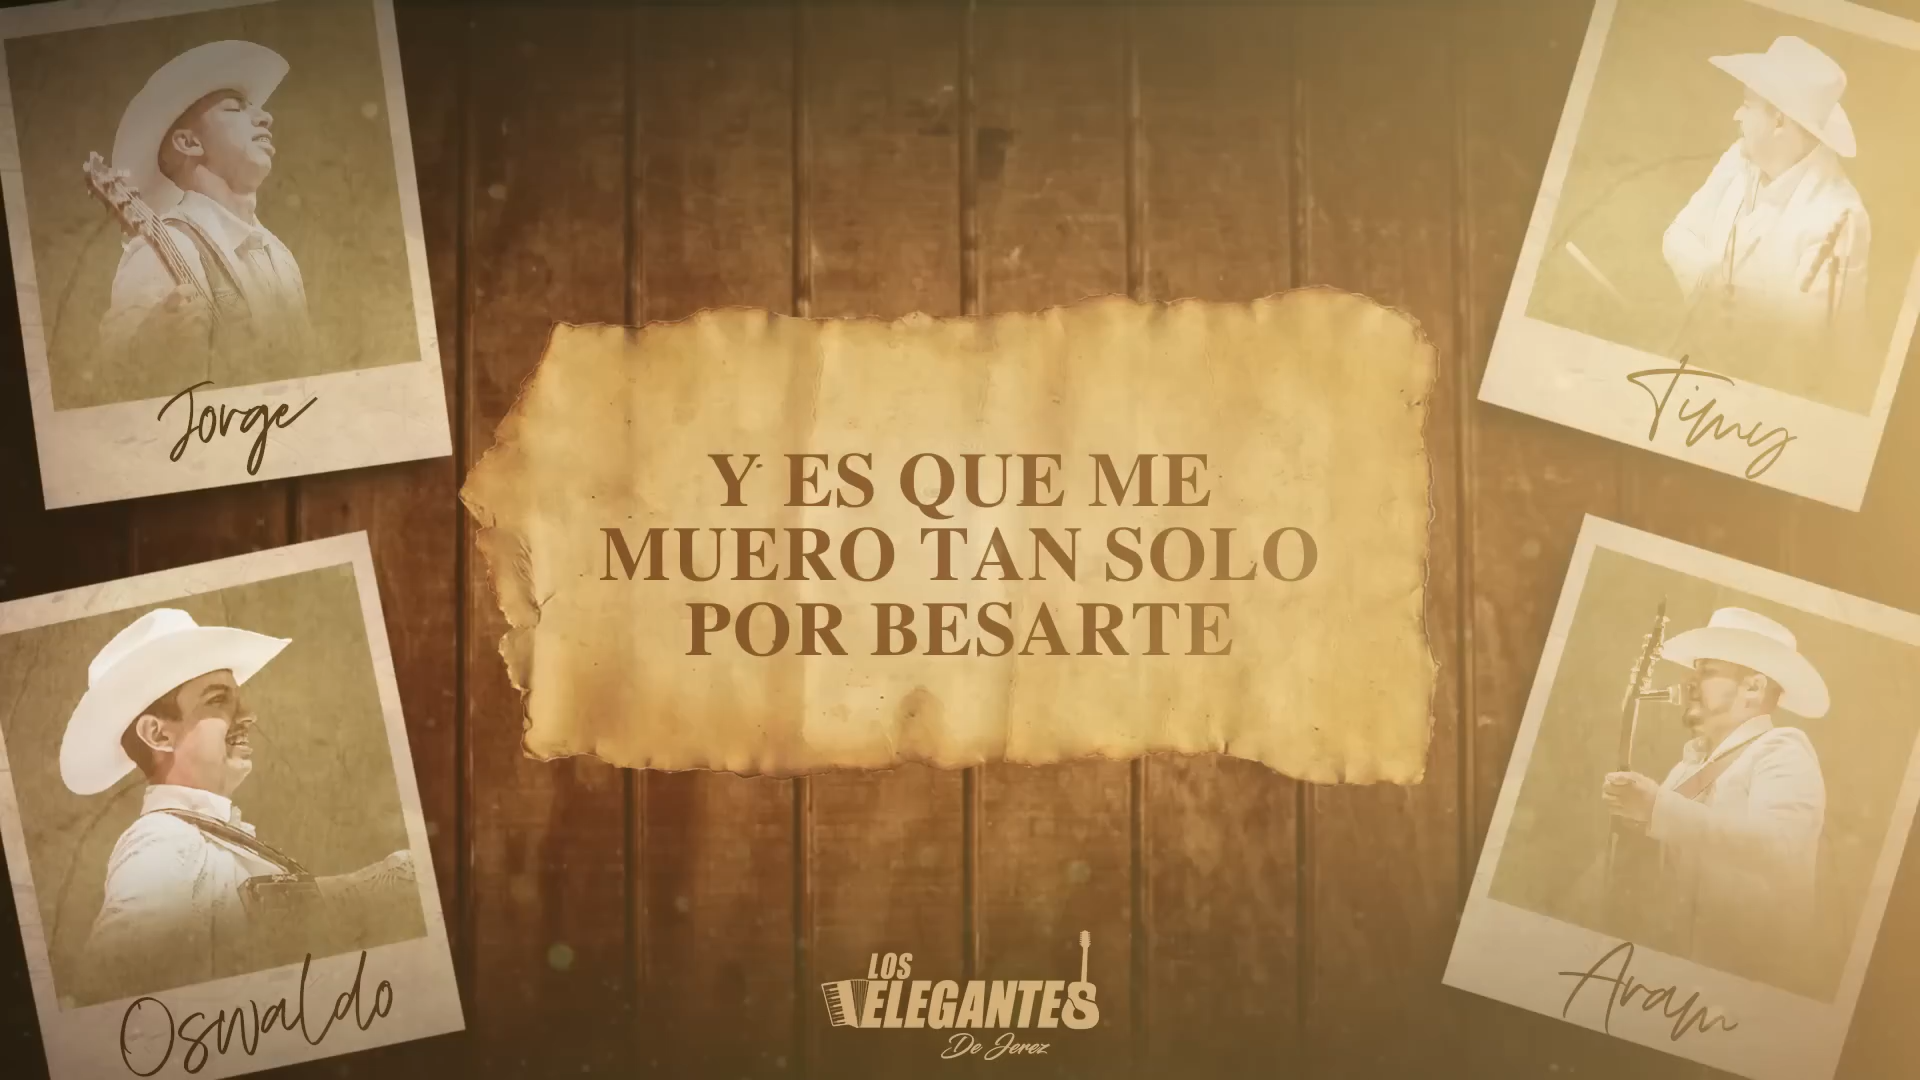 Jorge
Timy
Y ES QUE ME
MUERO TAN SOLO
POR BESARTE
Oswaldo
Aram
LOS
ELEGANTES
De Jerez